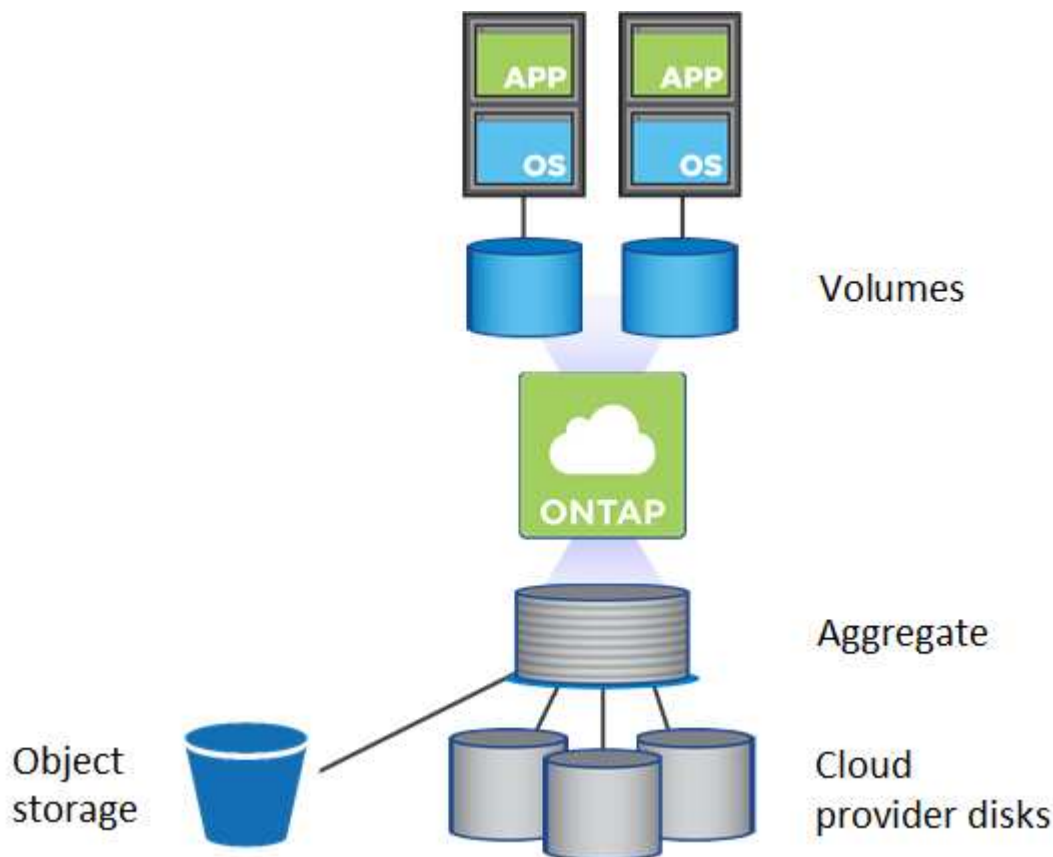 APP
APP
OS
OS
Volumes
ONTAP
Aggregate
Object
storage
Cloud
provider disks